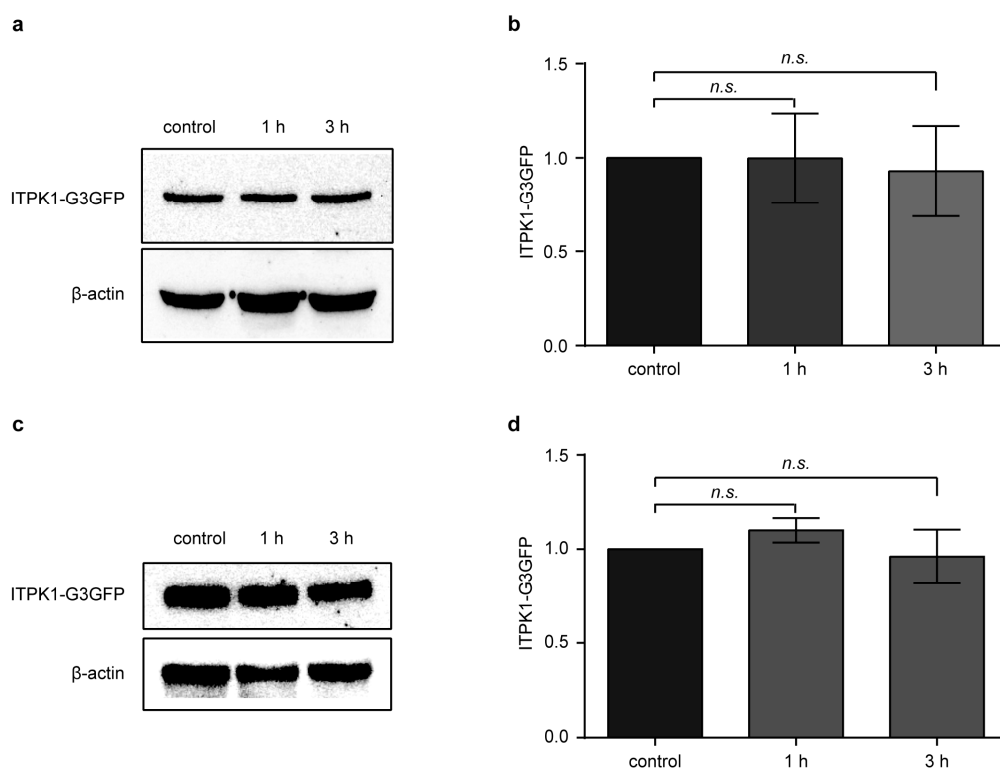 a
control 1 h 3 h
ITPK1-G3GFP
β-actin
b
n.s.
n.s.
1.5
1.0
0.5
0.0
ITPK1-G3GFP
control 1 h 3 h
c
control 1 h 3 h
ITPK1-G3GFP
β-actin
d
n.s.
n.s.
1.5
1.0
0.5
0.0
ITPK1-G3GFP
control 1 h 3 h